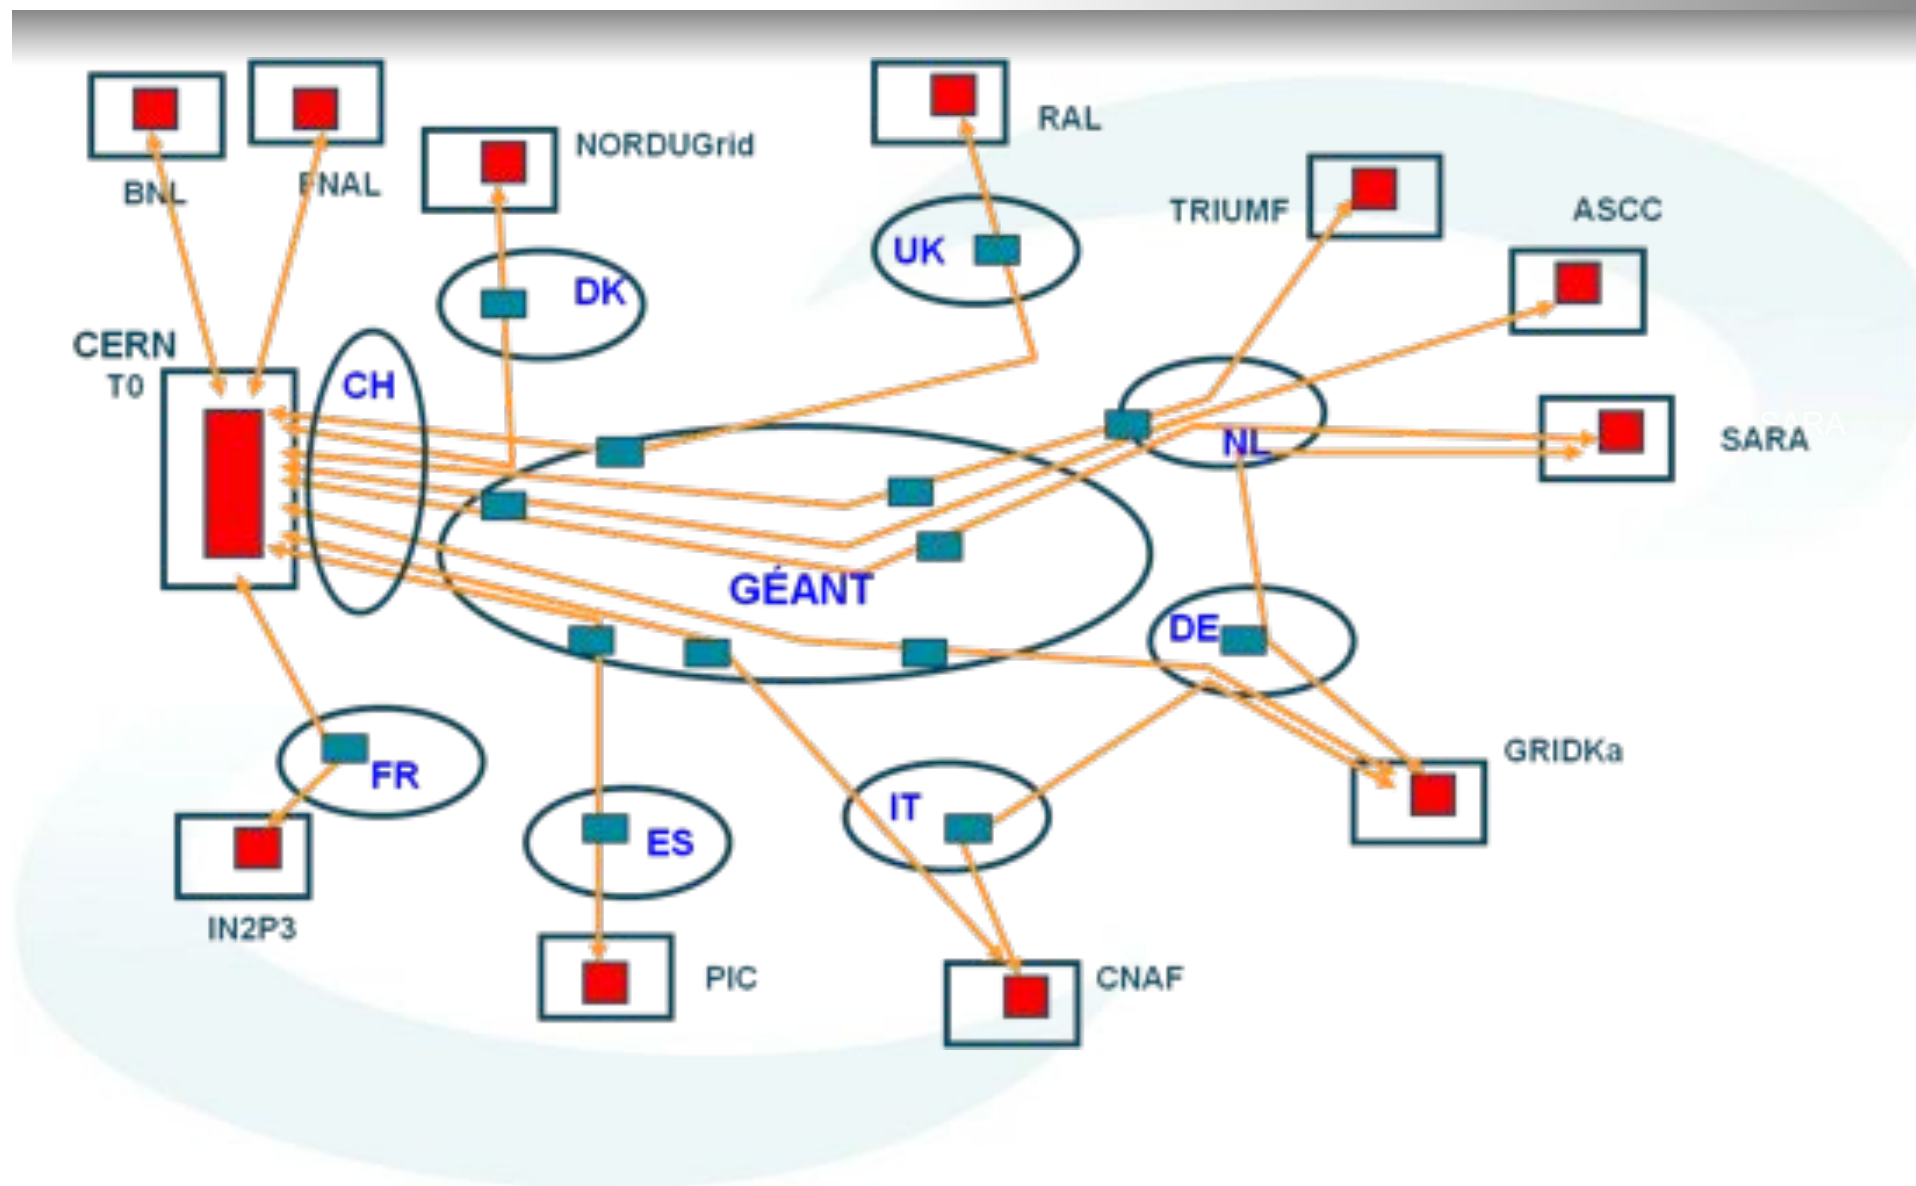 RAL
NORDUGrid
BNL
FNAL
TRIUMF
ASCC
UK
DK
CERN
T0
CH
SARA
SARA
NL
GÉANT
DE
GRIDKa
FR
IT
ES
IN2P3
PIC
CNAF